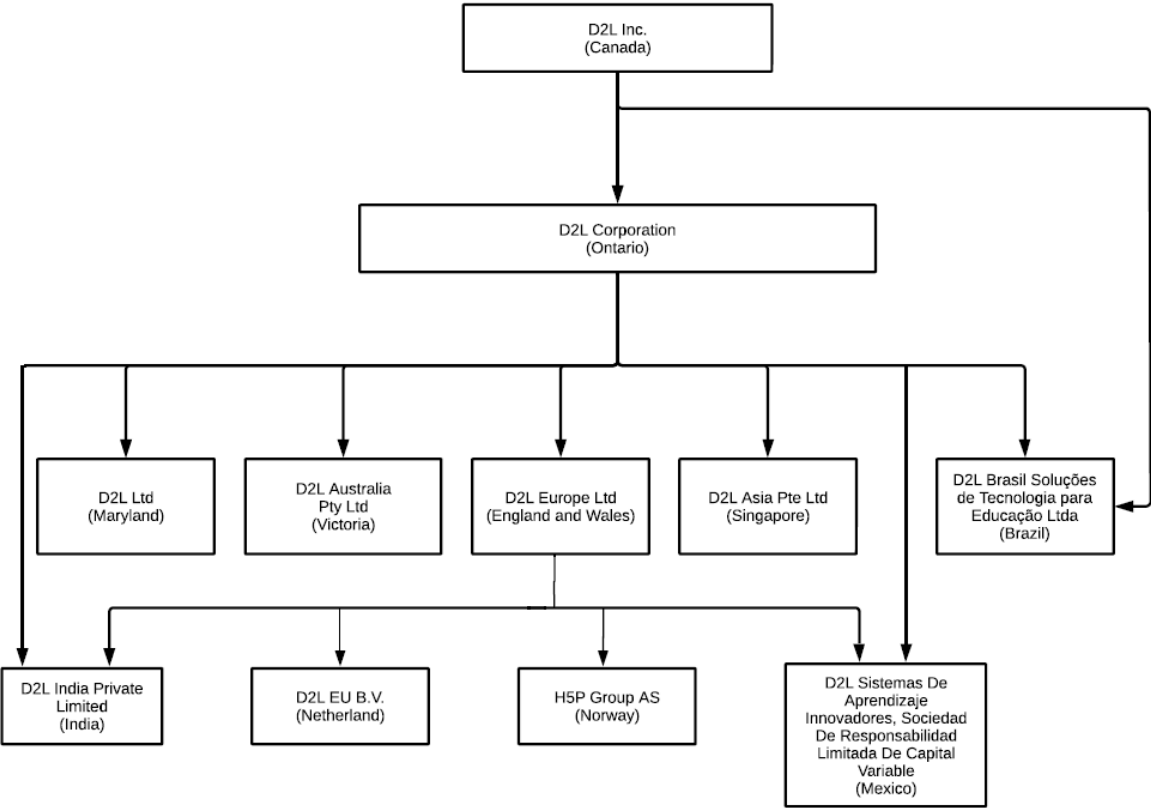 D2L Inc.
(Canada)
D2L Corporation
(Ontario)
D2L Ltd
(Maryland)
D2L Australia
Pty Ltd
(Victoria)
D2L Europe Ltd
(England and Wales)
D2L Asia Pte Ltd
(Singapore)
D2L Brasil Soluções
de Tecnologia para
Educação Ltda
(Brazil)
D2L India Private
Limited
(India)
D2L EU B.V.
(Netherland)
H5P Group AS
(Norway)
D2L Sistemas De
Aprendizaje
Innovadores, Sociedad
De Responsabilidad
Limitada De Capital
Variable
(Mexico)